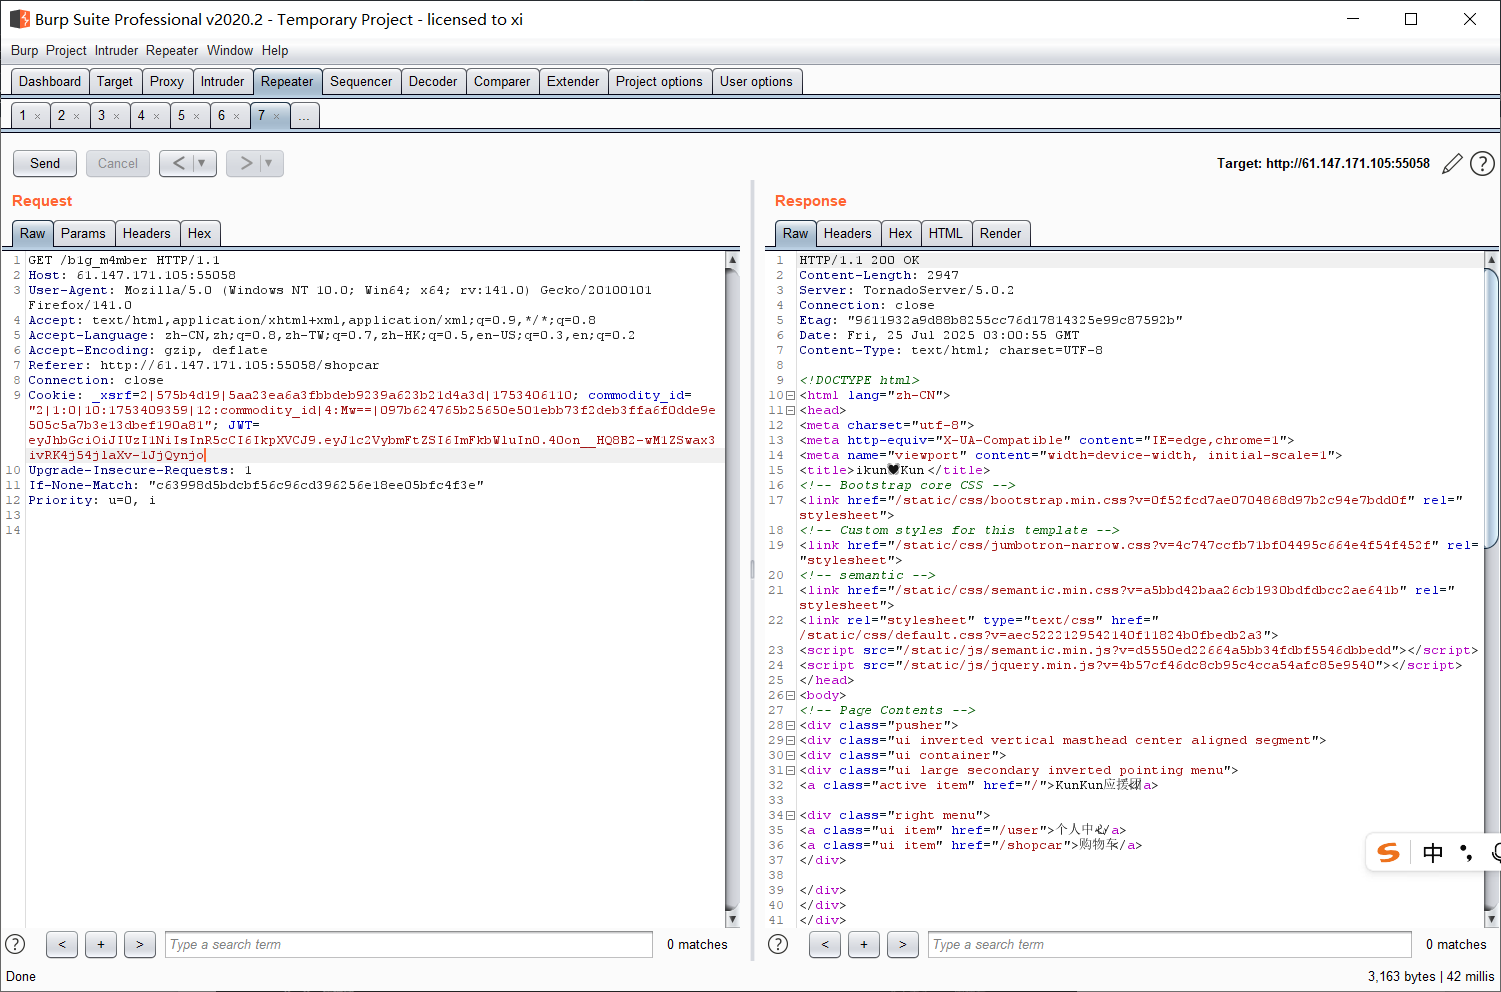 Burp Suite Professional v2020.2 - Temporary Project - licensed to xi
Burp Project Intruder Repeater Window Help
Dashboard Target Proxy Intruder Repeater Sequencer Decoder Comparer Extender Project options User options
1 × 2 × 3 × 4 × 5 × 6 × 7 × ...
Send Cancel < ▼ > ▼ Target: http://61.147.171.105:55058
Request
Raw Params Headers Hex
1 GET /b1g_m4mber HTTP/1.1
2 Host: 61.147.171.105:55058
3 User-Agent: Mozilla/5.0 (Windows NT 10.0; Win64; x64; rv:141.0) Gecko/20100101
Firefox/141.0
4 Accept: text/html,application/xhtml+xml,application/xml;q=0.9,*/*;q=0.8
5 Accept-Language: zh-CN,zh;q=0.8,zh-TW;q=0.7,zh-HK;q=0.5,en-US;q=0.3,en;q=0.2
6 Accept-Encoding: gzip, deflate
7 Referer: http://61.147.171.105:55058/shopcar
8 Connection: close
9 Cookie: _xsrf=2|575b4d19|5aa23ea6a3fbbdeb9239a623b21d4a3d|1753406110; commodity_id=
"2|1:0|10:1753409359|12:commodity_id|4:Mw==|097b624765b25650e501ebb73f2deb3ffa6f0dde9e
505c5a7b3e13dbef190a81"; JWT=
eyJhbGciOiJIUzI1NiIsInR5cCI6IkpXVCJ9.eyJ1c2VybmFtZSI6ImFkbWluIn0.40on__HQ8B2-wM1ZSwax3
ivRK4j54jlaXv-1JjQynjo
10 Upgrade-Insecure-Requests: 1
11 If-None-Match: "c63998d5bdcbf56c96cd396256e18ee05bfc4f3e"
12 Priority: u=0, i
13
14
Response
Raw Headers Hex HTML Render
1 HTTP/1.1 200 OK
2 Content-Length: 2947
3 Server: TornadoServer/5.0.2
4 Connection: close
5 Etag: "9611932a9d88b8255cc76d17814325e99c87592b"
6 Date: Fri, 25 Jul 2025 03:00:55 GMT
7 Content-Type: text/html; charset=UTF-8
8
9 <!DOCTYPE html>
10 <html lang="zh-CN">
11 <head>
12 <meta charset="utf-8">
13 <meta http-equiv="X-UA-Compatible" content="IE=edge,chrome=1">
14 <meta name="viewport" content="width=device-width, initial-scale=1">
15 <title>ikun🖤Kun</title>
16 <!-- Bootstrap core CSS -->
17 <link href="/static/css/bootstrap.min.css?v=0f52fcd7ae0704868d97b2c94e7bdd0f" rel="
stylesheet">
18 <!-- Custom styles for this template -->
19 <link href="/static/css/jumbotron-narrow.css?v=4c747ccfb71bf04495c664e4f54f452f" rel=
"stylesheet">
20 <!-- semantic -->
21 <link href="/static/css/semantic.min.css?v=a5bbd42baa26cb1930bdfdbcc2ae641b" rel="
stylesheet">
22 <link rel="stylesheet" type="text/css" href="
/static/css/default.css?v=aec5222129542140f11824b0fbedb2a3">
23 <script src="/static/js/semantic.min.js?v=d5550ed22664a5bb34fdbf5546dbbedd"></script>
24 <script src="/static/js/jquery.min.js?v=4b57cf46dc8cb95c4cca54afc85e9540"></script>
25 </head>
26 <body>
27 <!-- Page Contents -->
28 <div class="pusher">
29 <div class="ui inverted vertical masthead center aligned segment">
30 <div class="ui container">
31 <div class="ui large secondary inverted pointing menu">
32 <a class="active item" href="/">KunKun应援团</a>
33
34 <div class="right menu">
35 <a class="ui item" href="/user">个人中心</a>
36 <a class="ui item" href="/shopcar">购物车</a>
37 </div>
38
39 </div>
40 </div>
41 </div>
中
? < + > Type a search term 0 matches
? < + > Type a search term 0 matches
Done 3,163 bytes | 42 millis